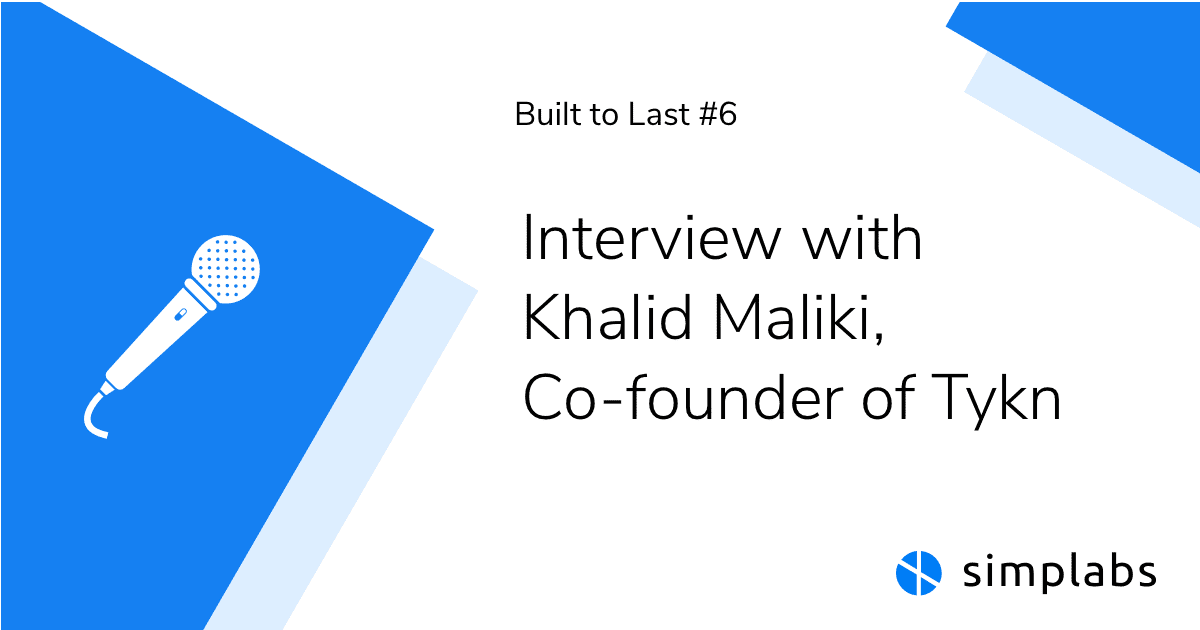 Built to Last #6
Interview with
Khalid Maliki,
Co-founder of Tykn
simplabs